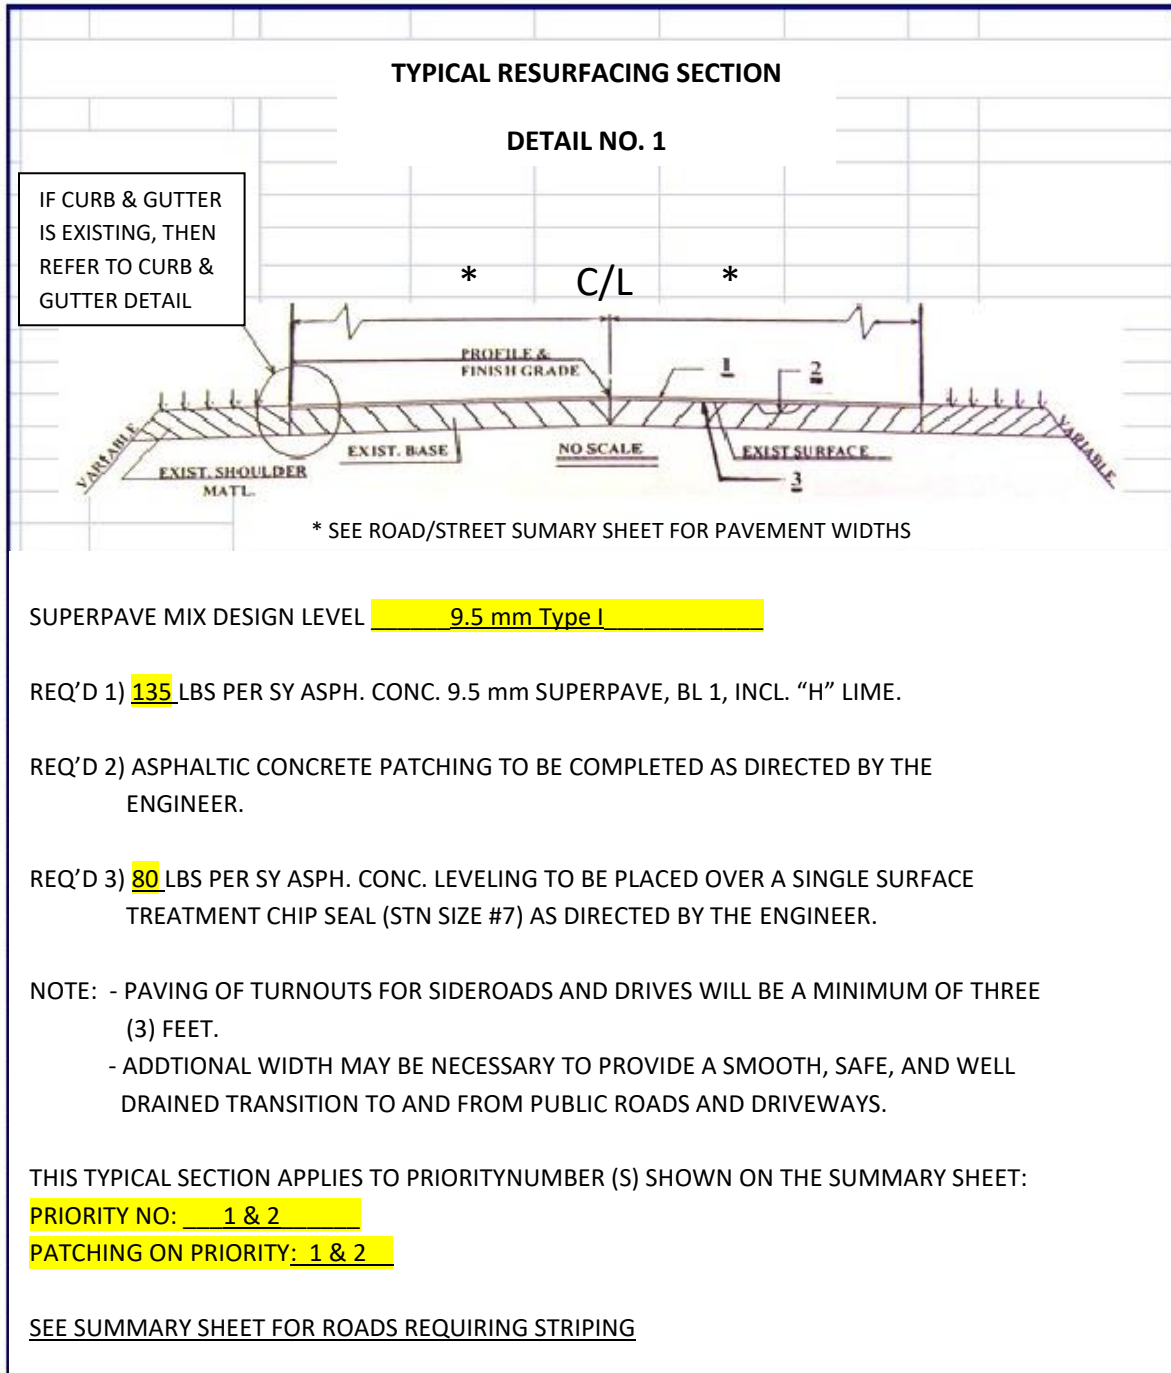 TYPICAL RESURFACING SECTION
DETAIL NO. 1
IF CURB & GUTTER
IS EXISTING, THEN
REFER TO CURB &
GUTTER DETAIL
* C/L *
PROFILE &
FINISH GRADE
1
2
VARIABLE
EXIST. SHOULDER
MATL.
EXIST. BASE
NO SCALE
EXIST SURFACE
3
VARIABLE
* SEE ROAD/STREET SUMARY SHEET FOR PAVEMENT WIDTHS
SUPERPAVE MIX DESIGN LEVEL ______9.5 mm Type I____________
REQ’D 1) 135 LBS PER SY ASPH. CONC. 9.5 mm SUPERPAVE, BL 1, INCL. “H” LIME.
REQ’D 2) ASPHALTIC CONCRETE PATCHING TO BE COMPLETED AS DIRECTED BY THE
ENGINEER.
REQ’D 3) 80 LBS PER SY ASPH. CONC. LEVELING TO BE PLACED OVER A SINGLE SURFACE
TREATMENT CHIP SEAL (STN SIZE #7) AS DIRECTED BY THE ENGINEER.
NOTE: - PAVING OF TURNOUTS FOR SIDEROADS AND DRIVES WILL BE A MINIMUM OF THREE
(3) FEET.
- ADDTIONAL WIDTH MAY BE NECESSARY TO PROVIDE A SMOOTH, SAFE, AND WELL
DRAINED TRANSITION TO AND FROM PUBLIC ROADS AND DRIVEWAYS.
THIS TYPICAL SECTION APPLIES TO PRIORITYNUMBER (S) SHOWN ON THE SUMMARY SHEET:
PRIORITY NO: ___1 & 2______
PATCHING ON PRIORITY: 1 & 2
SEE SUMMARY SHEET FOR ROADS REQUIRING STRIPING